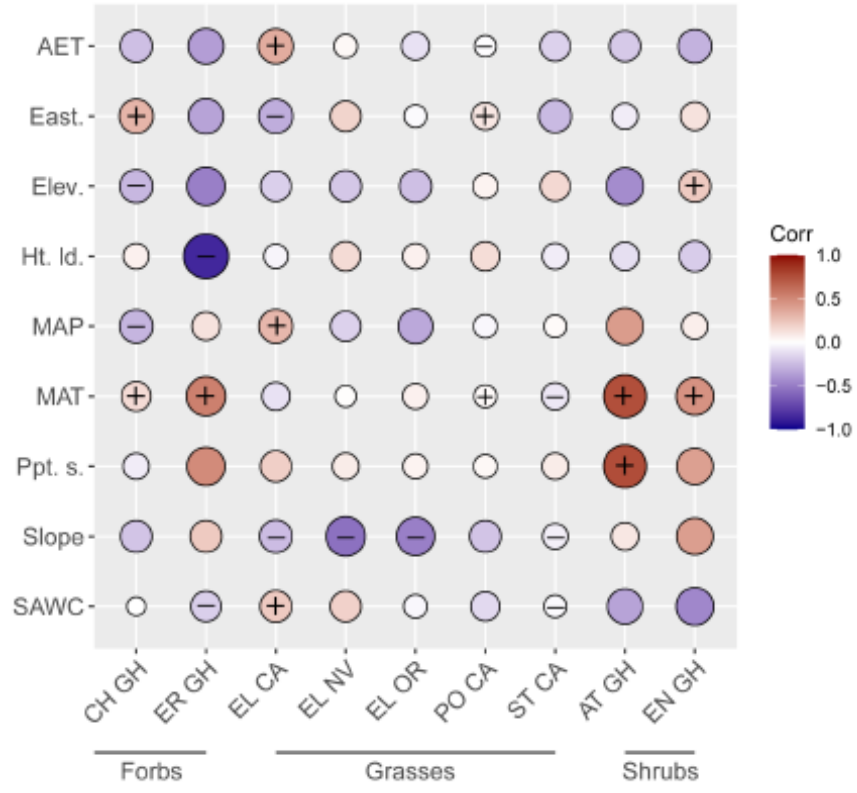 AET
+
−
East.
+
−
+
Elev.
−
+
Ht. ld.
−
MAP
−
+
MAT
+
+
+
−
+
+
Ppt. s.
+
Slope
−
−
−
−
SAWC
−
+
−
CH GH
ER GH
EL CA
EL NV
EL OR
PO CA
ST CA
AT GH
EN GH
Forbs
Grasses
Shrubs
Corr
1.0
0.5
0.0
−0.5
−1.0